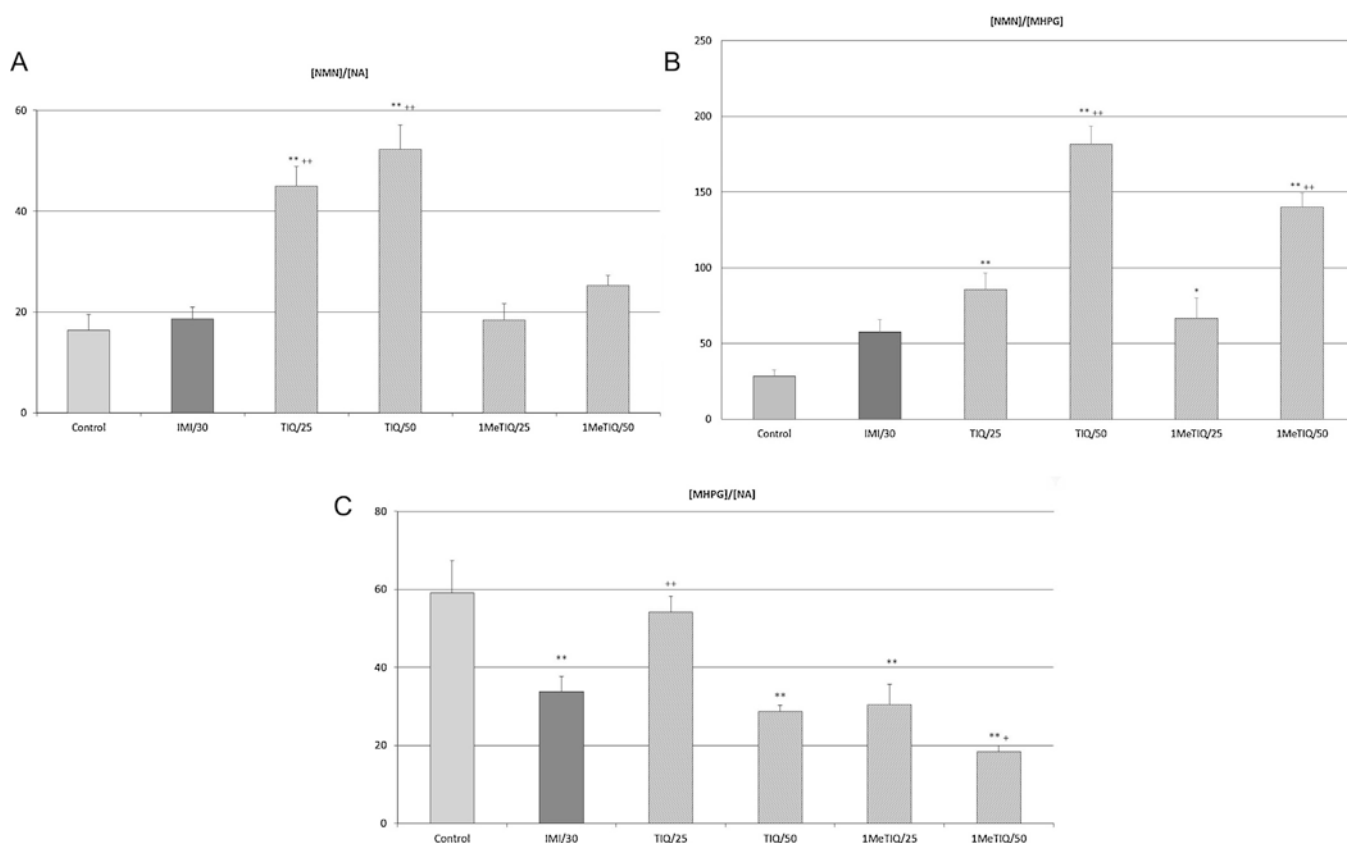 A
[NMN]/[NA]
60
40
20
0
** ++
** ++
Control IMI/30 TIQ/25 TIQ/50 1MeTIQ/25 1MeTIQ/50
B
[NMN]/[MHPG]
250
200
150
100
50
0
**
** ++
*
** ++
Control IMI/30 TIQ/25 TIQ/50 1MeTIQ/25 1MeTIQ/50
C
[MHPG]/[NA]
80
60
40
20
0
**
++
**
**
** +
Control IMI/30 TIQ/25 TIQ/50 1MeTIQ/25 1MeTIQ/50